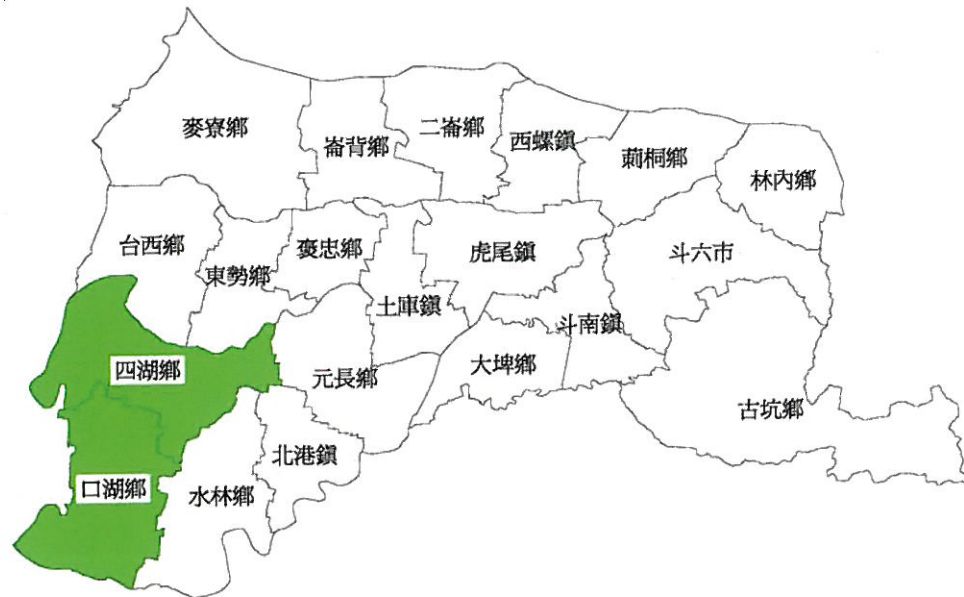 麥寮鄉
崙背鄉
二崙鄉
西螺鎮
莿桐鄉
林內鄉
台西鄉
東勢鄉
褒忠鄉
土庫鎮
虎尾鎮
斗南鎮
斗六市
四湖鄉
元長鄉
大埤鄉
古坑鄉
口湖鄉
水林鄉
北港鎮